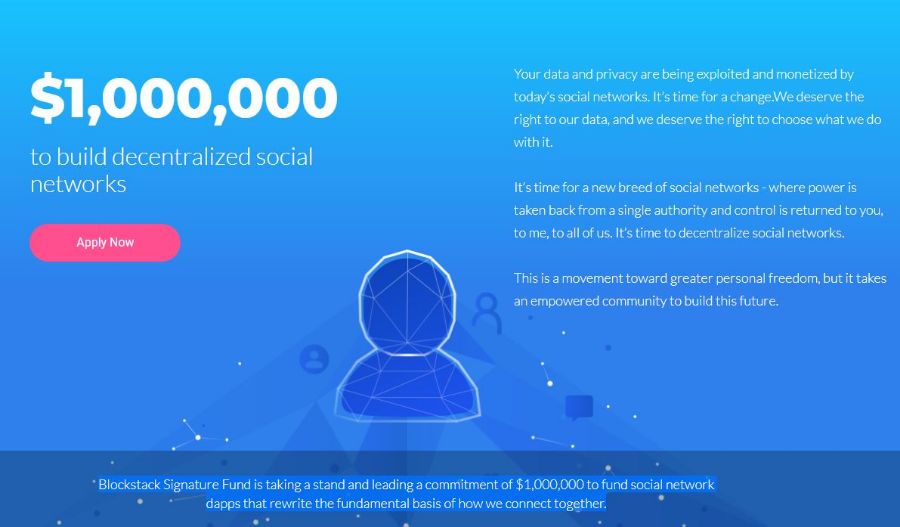 $1,000,000
to build decentralized social
networks
Apply Now
Your data and privacy are being exploited and monetized by
today's social networks. It's time for a change.We deserve the
right to our data, and we deserve the right to choose what we do
with it.
It's time for a new breed of social networks - where power is
taken back from a single authority and control is returned to you,
to me, to all of us. It's time to decentralize social networks.
This is a movement toward greater personal freedom, but it takes
an empowered community to build this future.
Blockstack Signature Fund is taking a stand and leading a commitment of $1,000,000 to fund social network
dapps that rewrite the fundamental basis of how we connect together.